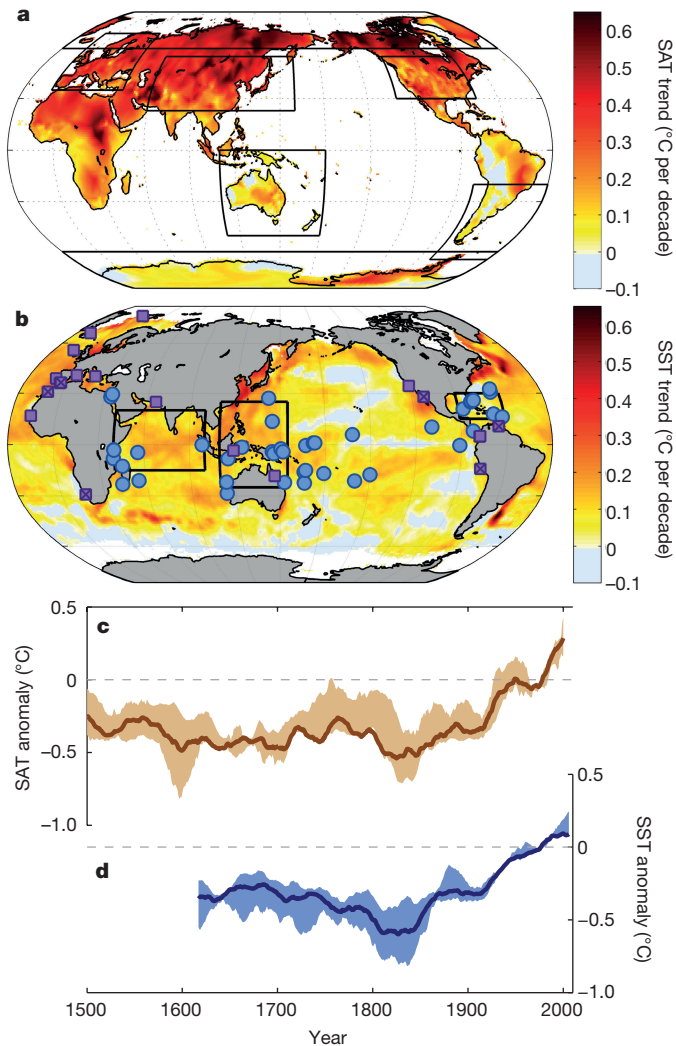 a
0.6
0.5
0.4
0.3
0.2
0.1
0
−0.1
SAT trend (°C per decade)
b
0.6
0.5
0.4
0.3
0.2
0.1
0
−0.1
SST trend (°C per decade)
c
0.5
0
−0.5
−1.0
SAT anomaly (°C)
d
0.5
0
−0.5
−1.0
SST anomaly (°C)
1500 1600 1700 1800 1900 2000
Year